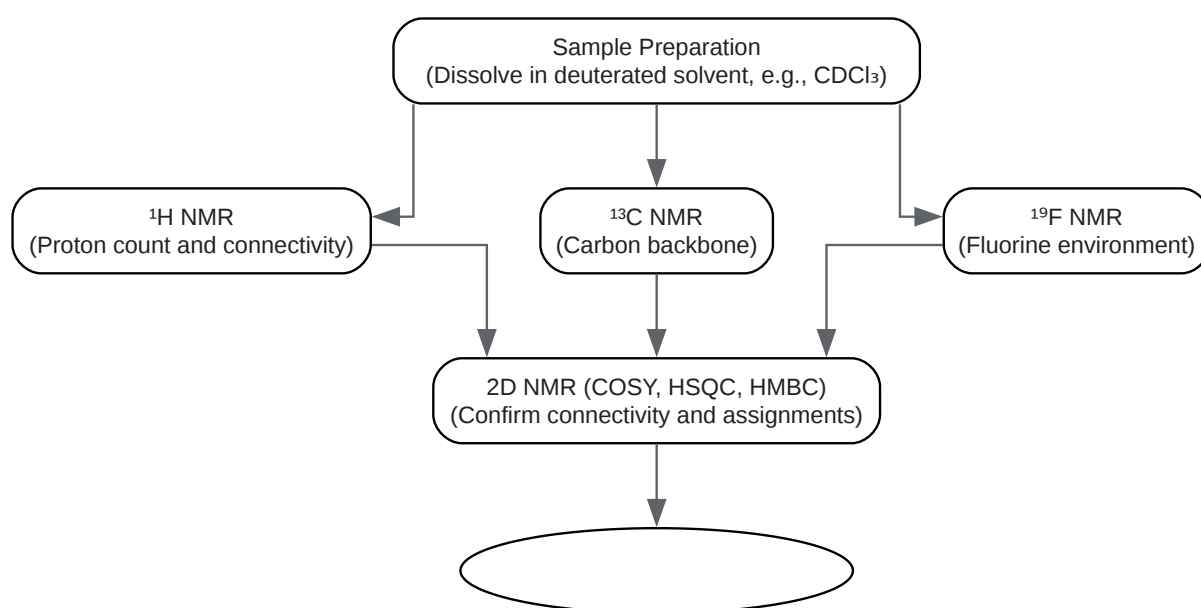 Sample Preparation
(Dissolve in deuterated solvent, e.g., CDCl₃)
¹H NMR
(Proton count and connectivity)
¹³C NMR
(Carbon backbone)
¹⁹F NMR
(Fluorine environment)
2D NMR (COSY, HSQC, HMBC)
(Confirm connectivity and assignments)